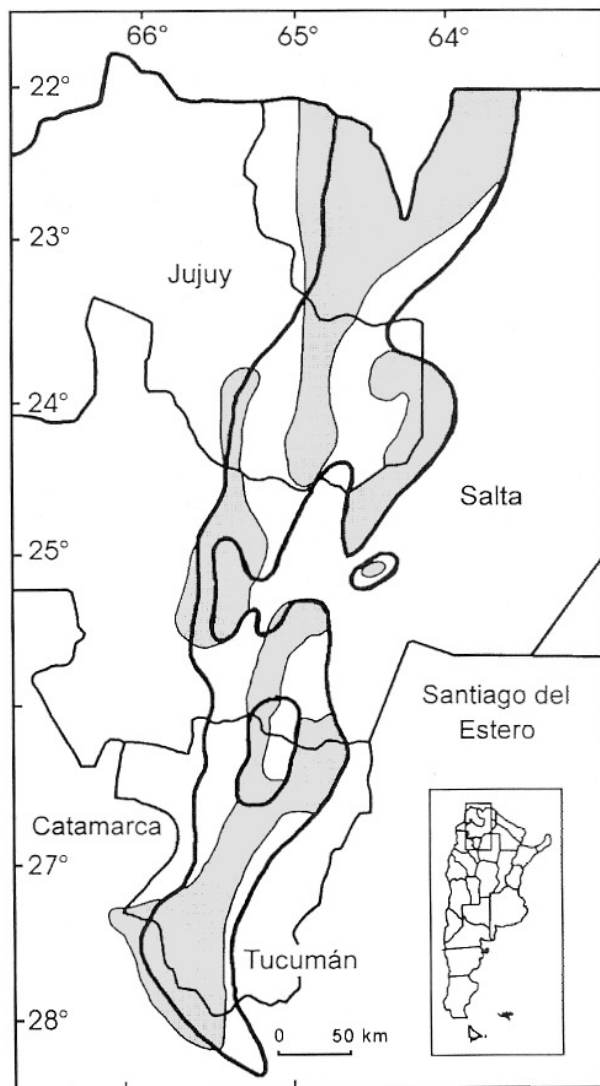 66° 65° 64°
22°
23°
Jujuy
24°
Salta
25°
Santiago del
Estero
Catamarca
27°
Tucumán
28°
0 50 km